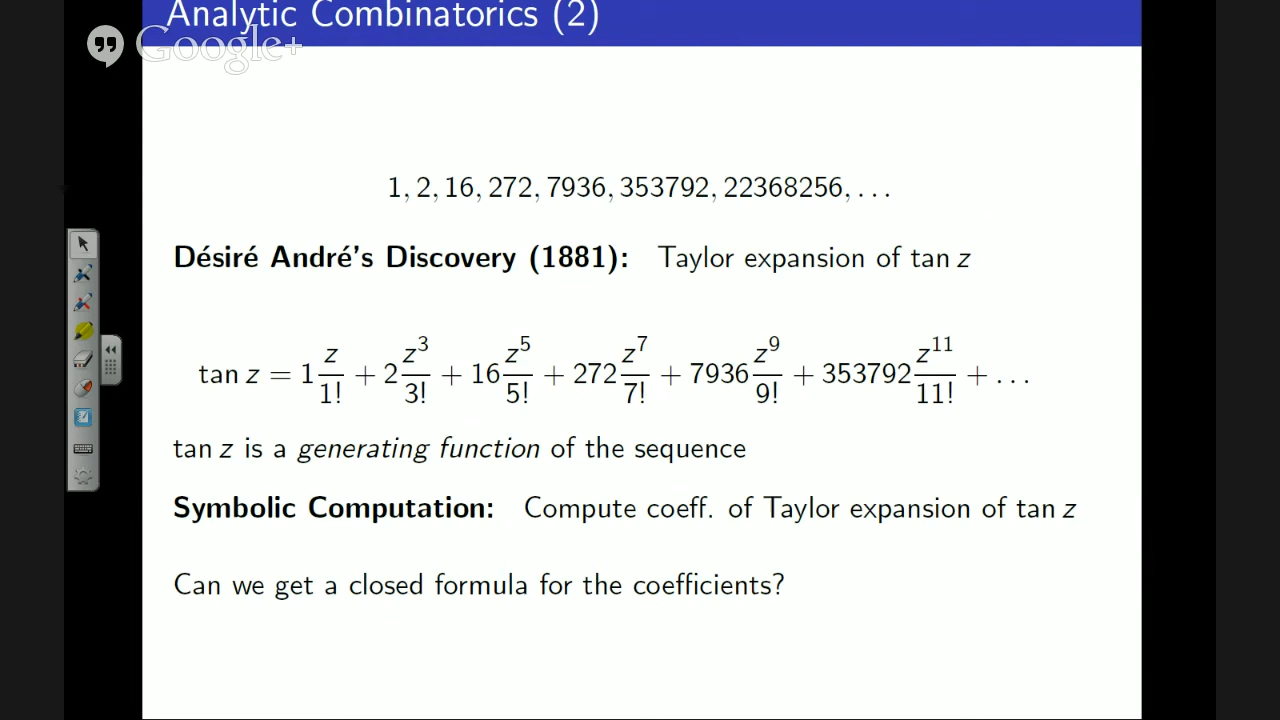 Analytic Combinatorics (2)
Google+
1, 2, 16, 272, 7936, 353792, 22368256, . . .
Désiré André's Discovery (1881): Taylor expansion of tan z
tan z = 1 z/1! + 2 z^3/3! + 16 z^5/5! + 272 z^7/7! + 7936 z^9/9! + 353792 z^11/11! + . . .
tan z is a generating function of the sequence
Symbolic Computation: Compute coeff. of Taylor expansion of tan z
Can we get a closed formula for the coefficients?